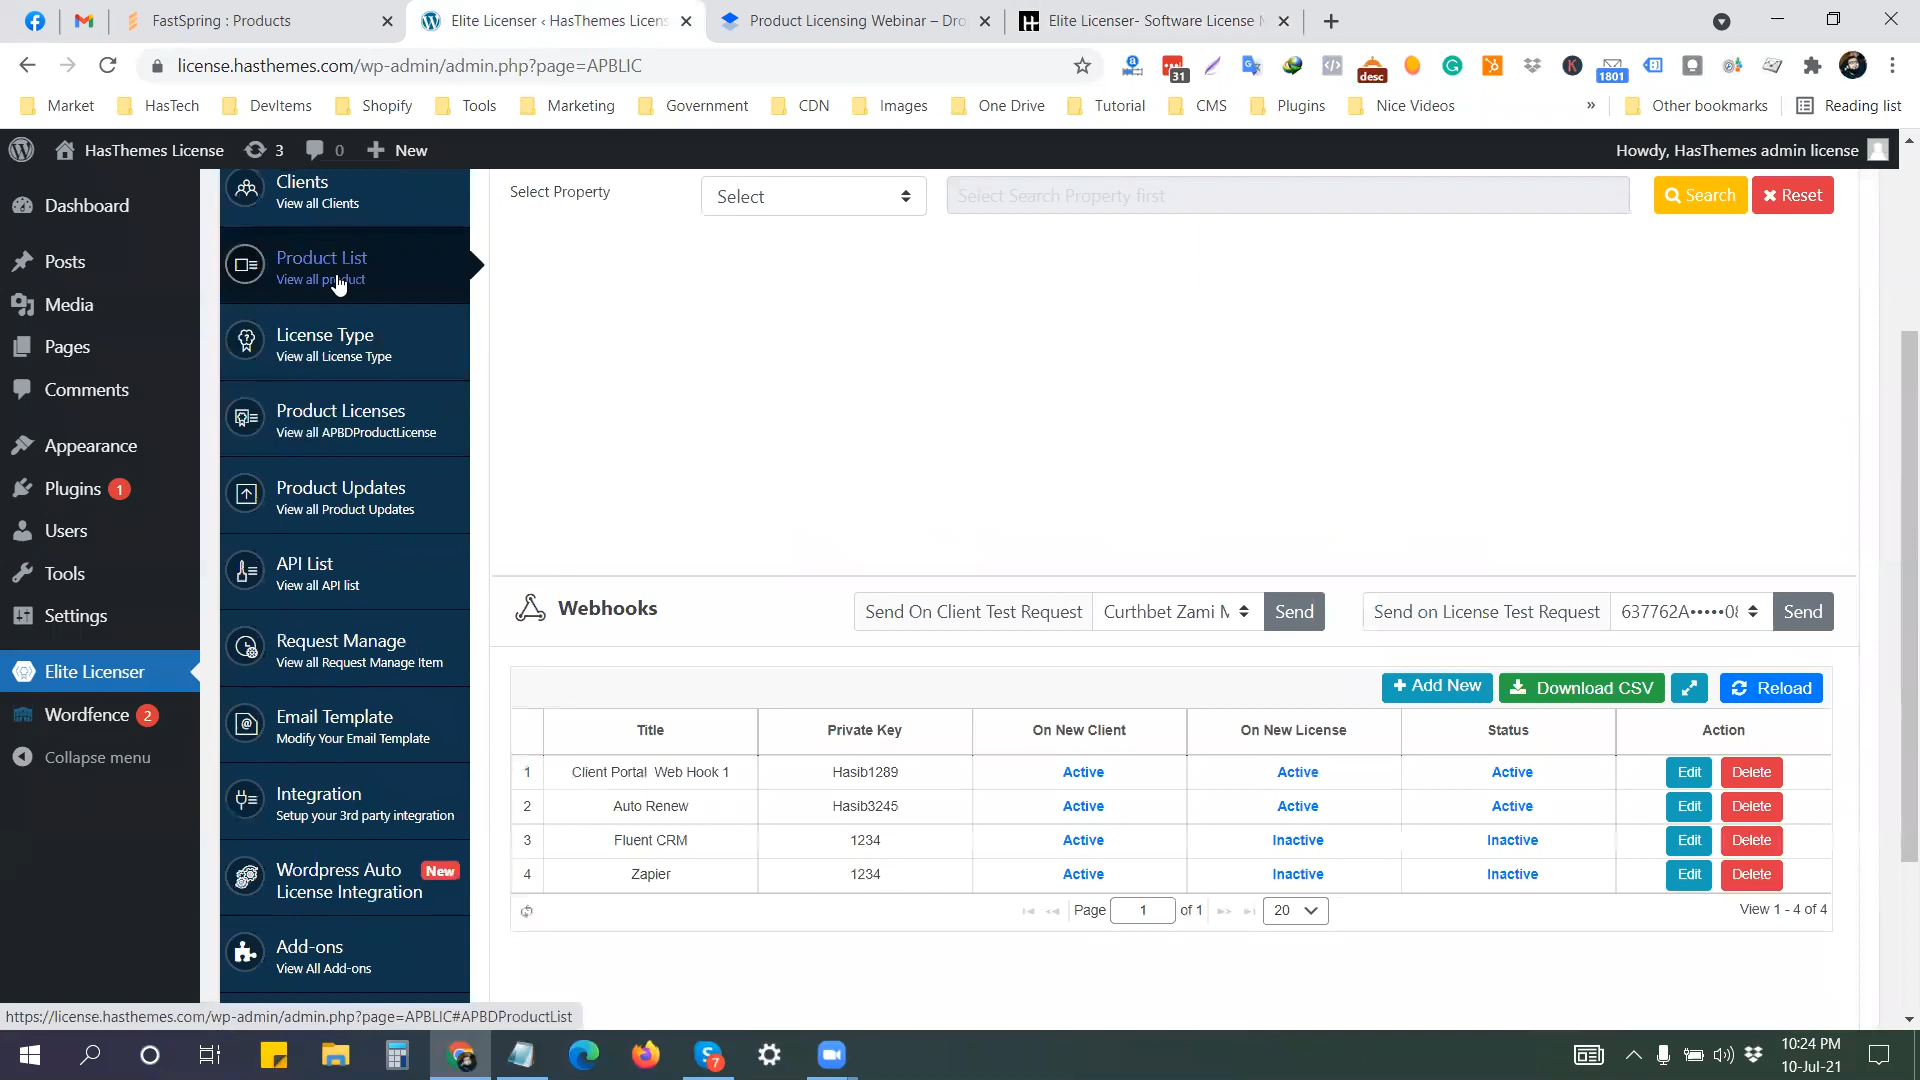 FastSpring : Products
Elite Licenser ‹ HasThemes Licens
Product Licensing Webinar – Dro
Elite Licenser- Software License M
license.hasthemes.com/wp-admin/admin.php?page=APBLIC
31
desc
1801
Market
HasTech
DevItems
Shopify
Tools
Marketing
Government
CDN
Images
One Drive
Tutorial
CMS
Plugins
Nice Videos
»
Other bookmarks
Reading list
HasThemes License
3
0
New
Howdy, HasThemes admin license
Dashboard
Posts
Media
Pages
Comments
Appearance
Plugins 1
Users
Tools
Settings
Elite Licenser
Wordfence 2
Collapse menu
Clients
View all Clients
Product List
View all product
License Type
View all License Type
Product Licenses
View all APBDProductLicense
Product Updates
View all Product Updates
API List
View all API list
Request Manage
View all Request Manage Item
Email Template
Modify Your Email Template
Integration
Setup your 3rd party integration
Wordpress Auto License Integration New
Add-ons
View All Add-ons
Select Property
Select
Select Search Property first
Search
Reset
Webhooks
Send On Client Test Request
Curthbet Zami M
Send
Send on License Test Request
637762A•••••08
Send
Add New
Download CSV
Reload
Title Private Key On New Client On New License Status Action
1 Client Portal Web Hook 1 Hasib1289 Active Active Active Edit Delete
2 Auto Renew Hasib3245 Active Active Active Edit Delete
3 Fluent CRM 1234 Active Inactive Inactive Edit Delete
4 Zapier 1234 Active Inactive Inactive Edit Delete
Page 1 of 1 20 View 1 - 4 of 4
https://license.hasthemes.com/wp-admin/admin.php?page=APBLIC#APBDProductList
7
10:24 PM
10-Jul-21